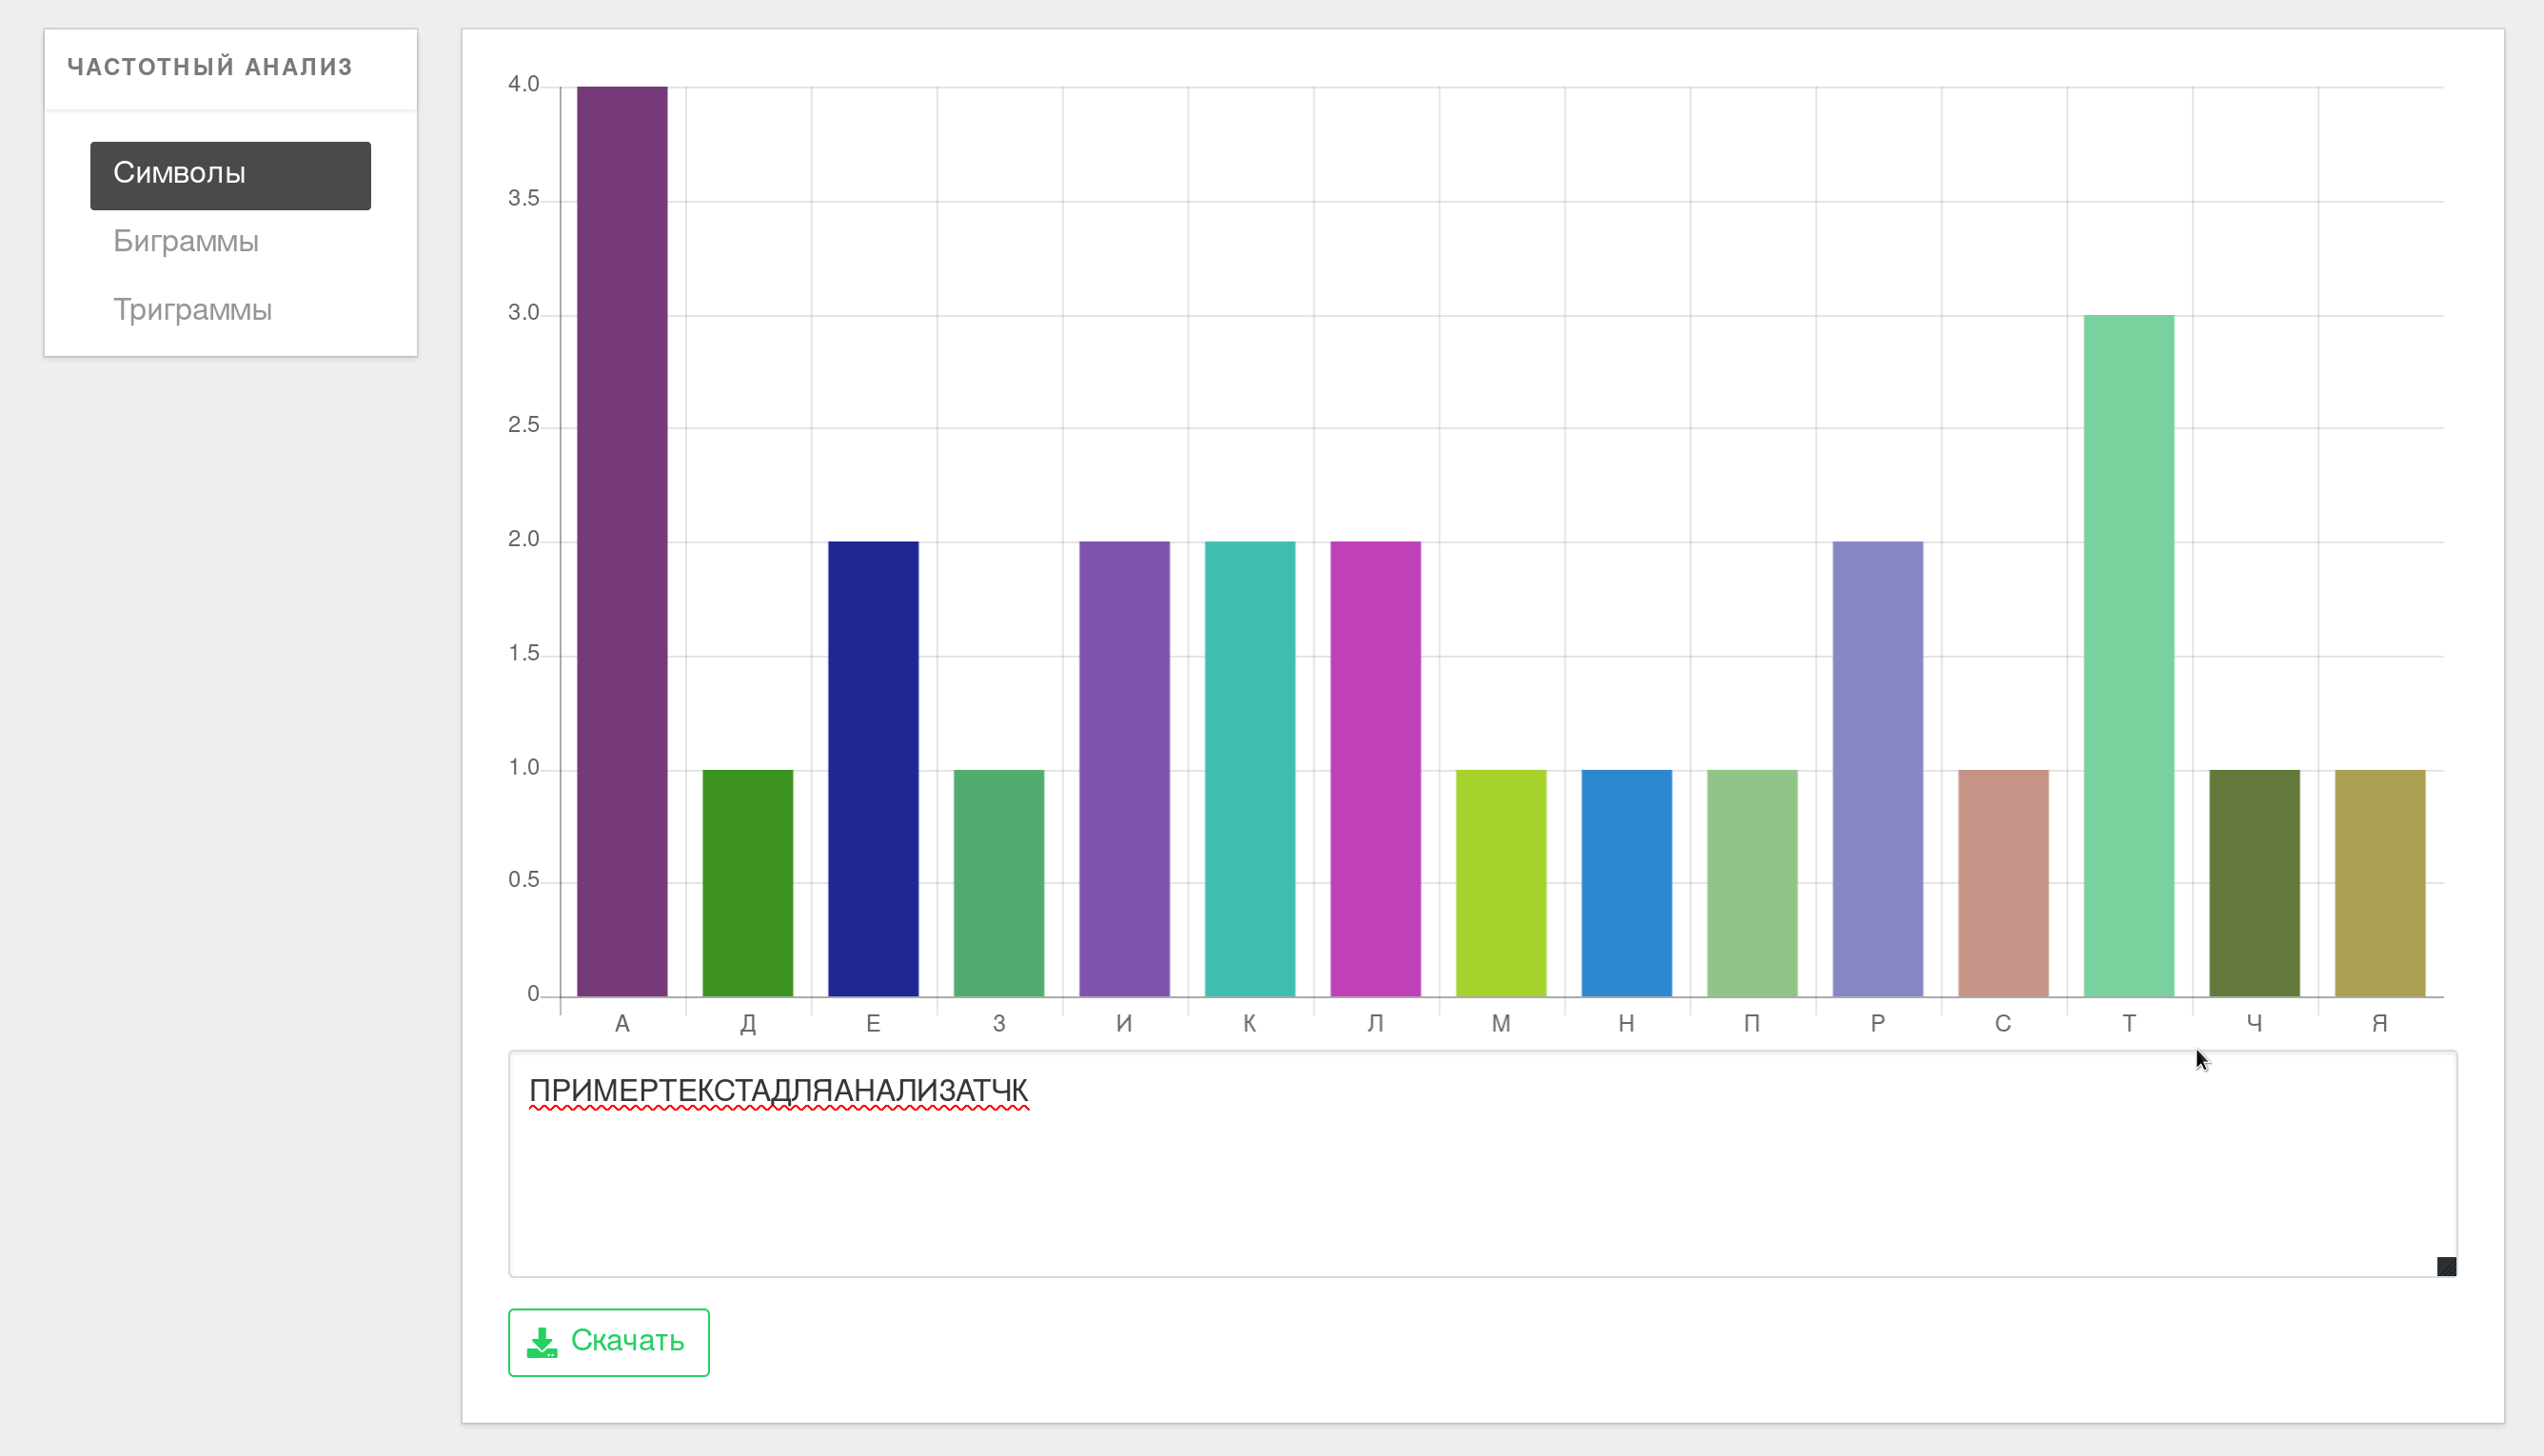 ЧАСТОТНЫЙ АНАЛИЗ
Символы
Биграммы
Триграммы
4.0
3.5
3.0
2.5
2.0
1.5
1.0
0.5
0
А Д Е З И К Л М Н П Р С Т Ч Я
ПРИМЕРТЕКСТАДЛЯАНАЛИЗАТЧК
Скачать